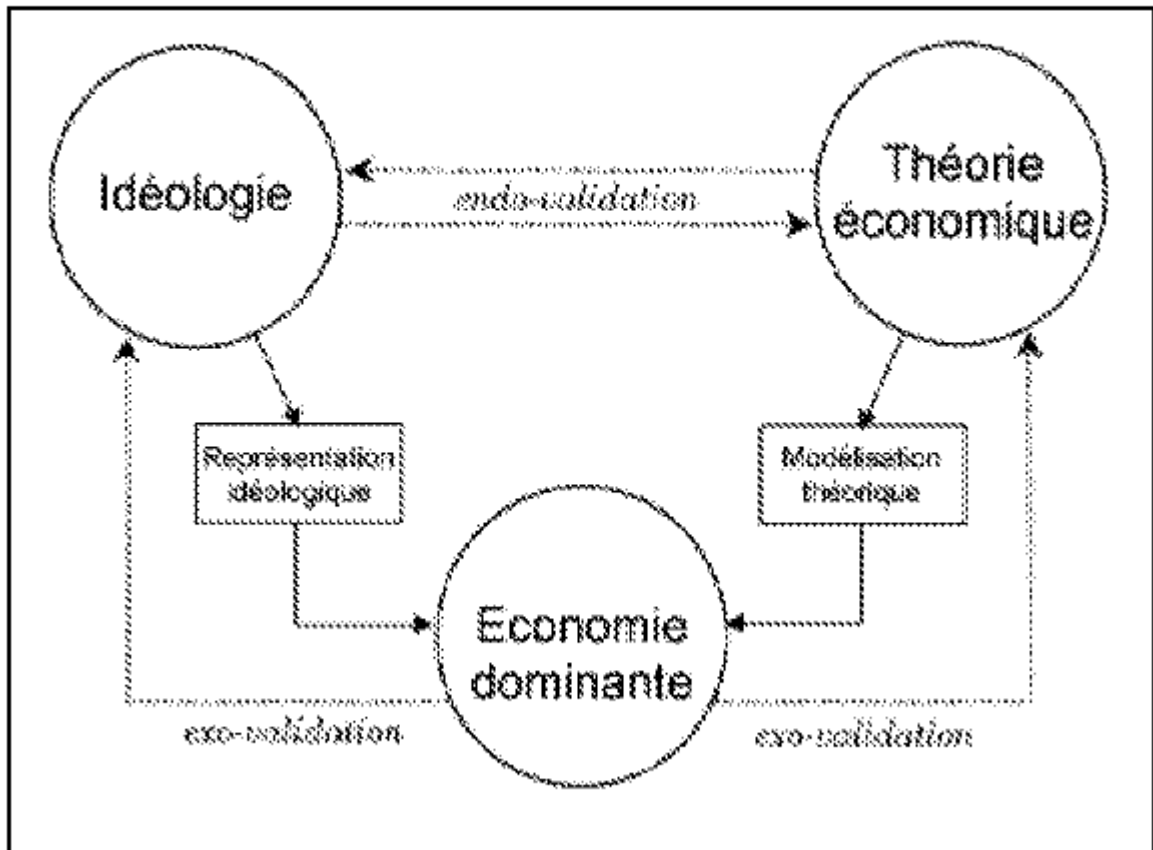 Idéologie
Théorie
économique
endo-validation
Représentation
idéologique
Modélisation
théorique
Economie
dominante
exo-validation
exo-validation